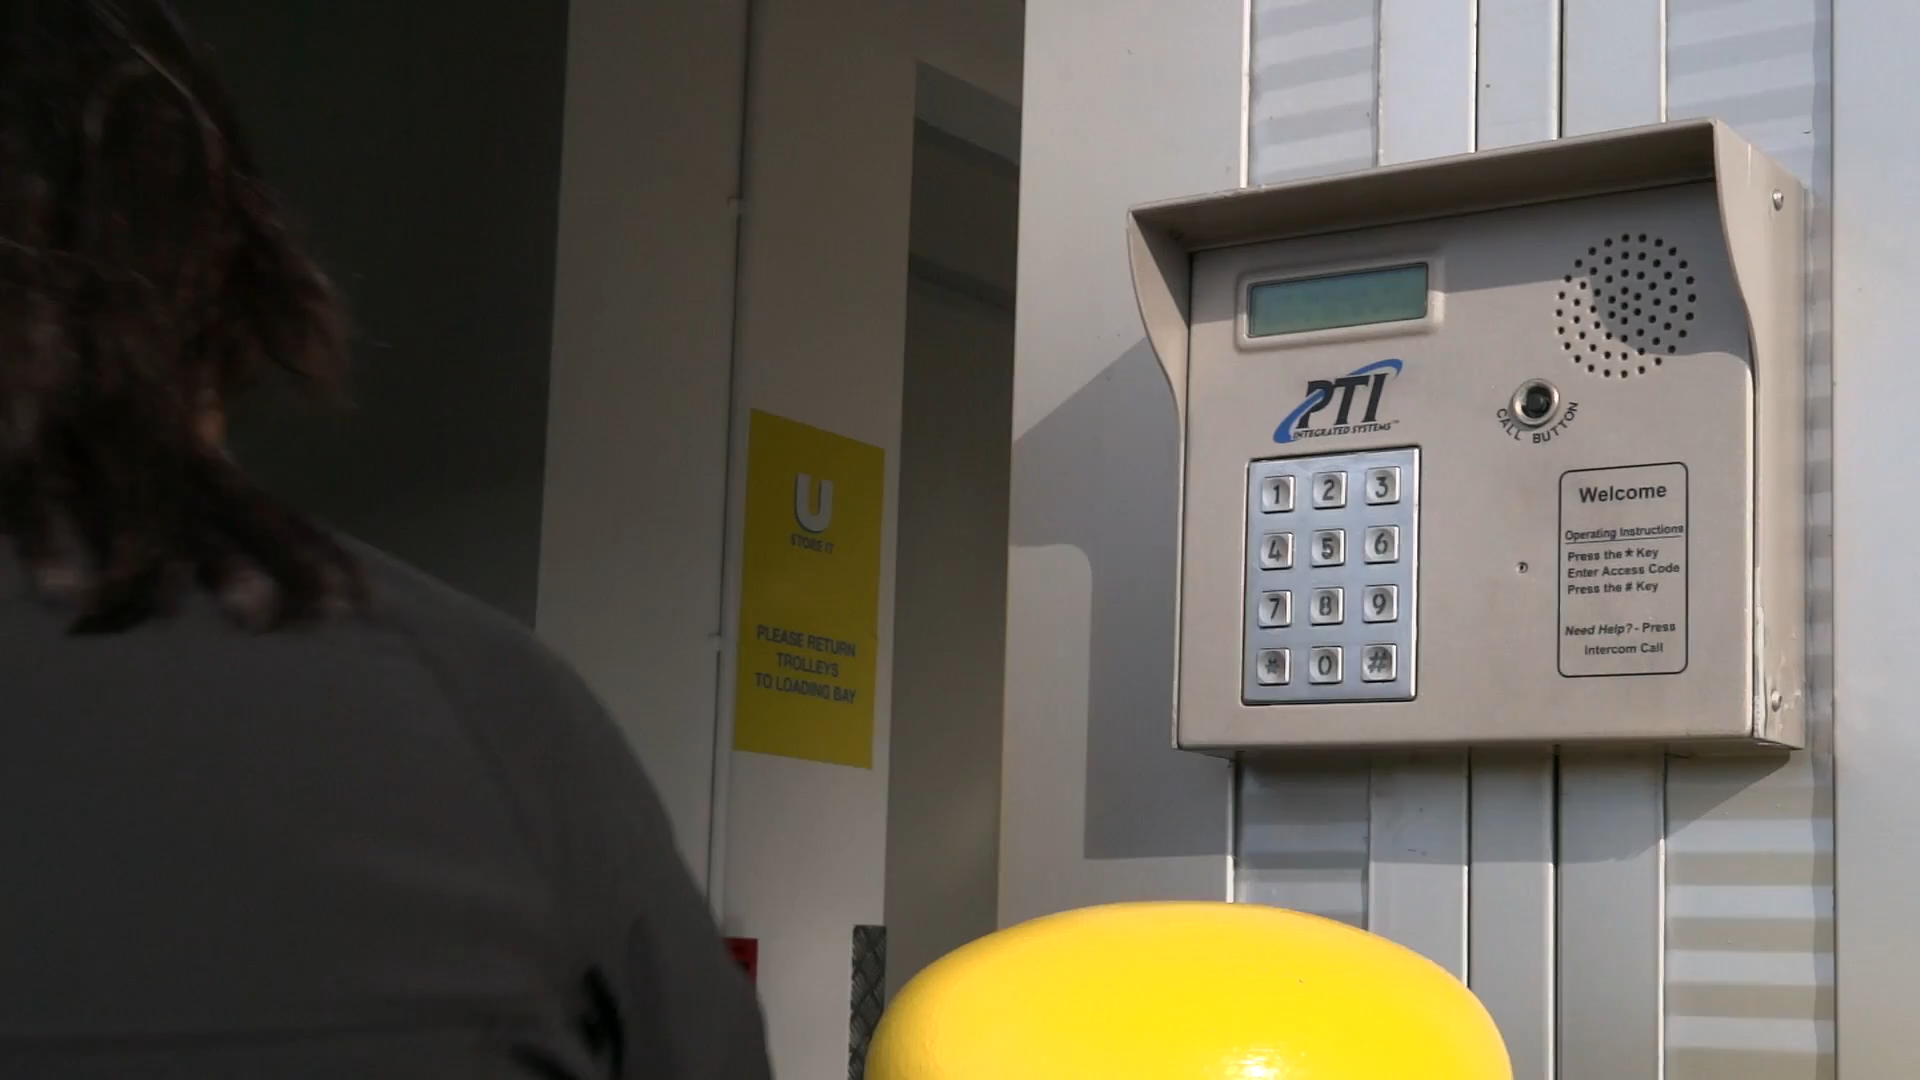 U
STORE IT
PLEASE RETURN
TROLLEYS
TO LOADING BAY
PTI
INTEGRATED SYSTEMS™
CALL BUTTON
1 2 3
4 5 6
7 8 9
* 0 #
Welcome
Operating Instructions
Press the * Key
Enter Access Code
Press the # Key
Need Help? - Press
Intercom Call